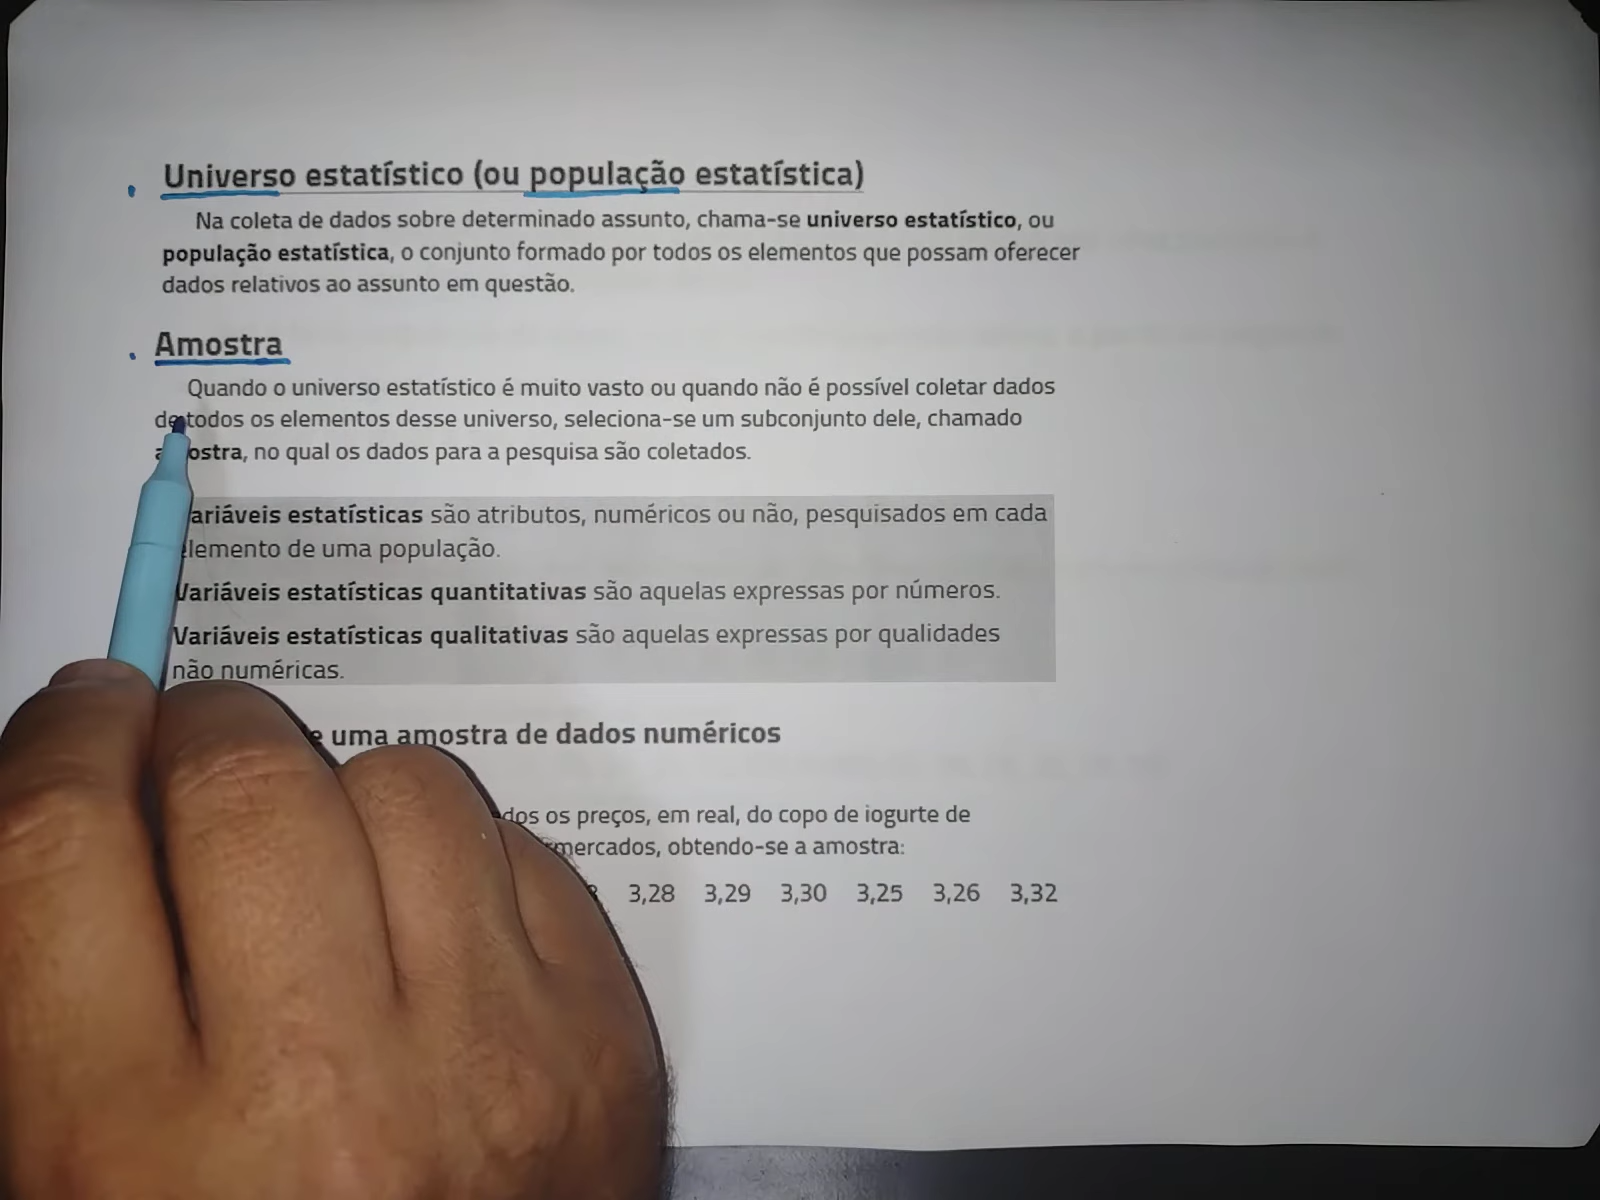 Universo estatístico (ou população estatística)
Na coleta de dados sobre determinado assunto, chama-se universo estatístico, ou
população estatística, o conjunto formado por todos os elementos que possam oferecer
dados relativos ao assunto em questão.
Amostra
Quando o universo estatístico é muito vasto ou quando não é possível coletar dados
de todos os elementos desse universo, seleciona-se um subconjunto dele, chamado
amostra, no qual os dados para a pesquisa são coletados.
Variáveis estatísticas são atributos, numéricos ou não, pesquisados em cada
elemento de uma população.
Variáveis estatísticas quantitativas são aquelas expressas por números.
Variáveis estatísticas qualitativas são aquelas expressas por qualidades
não numéricas.
uma amostra de dados numéricos
os preços, em real, do copo de iogurte de
obtendo-se a amostra:
3,28 3,29 3,30 3,25 3,26 3,32